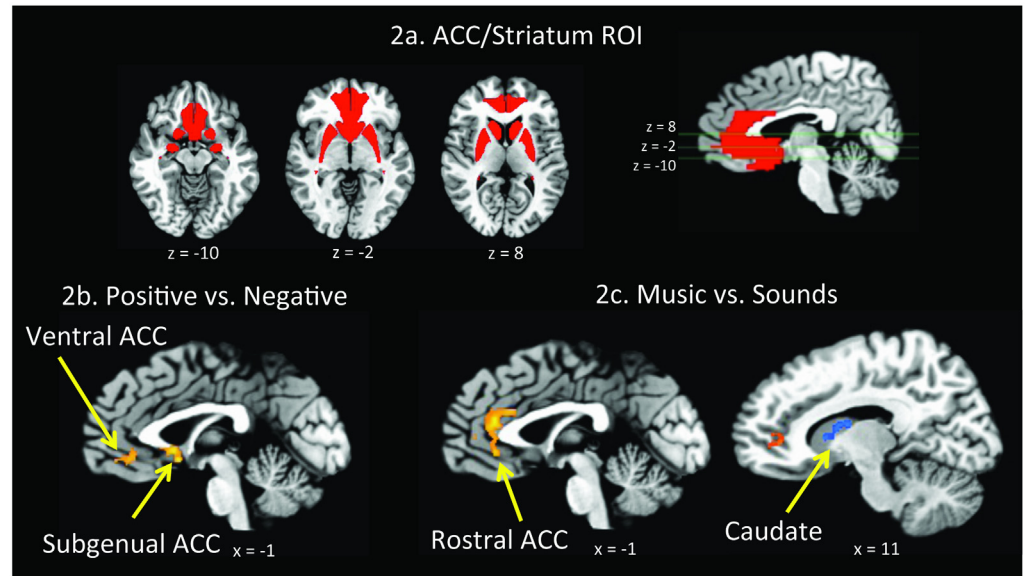 2a. ACC/Striatum ROI
z = 8
z = -2
z = -10
z = -10
z = -2
z = 8
2b. Positive vs. Negative
2c. Music vs. Sounds
Ventral ACC
Subgenual ACC
x = -1
Rostral ACC
x = -1
Caudate
x = 11